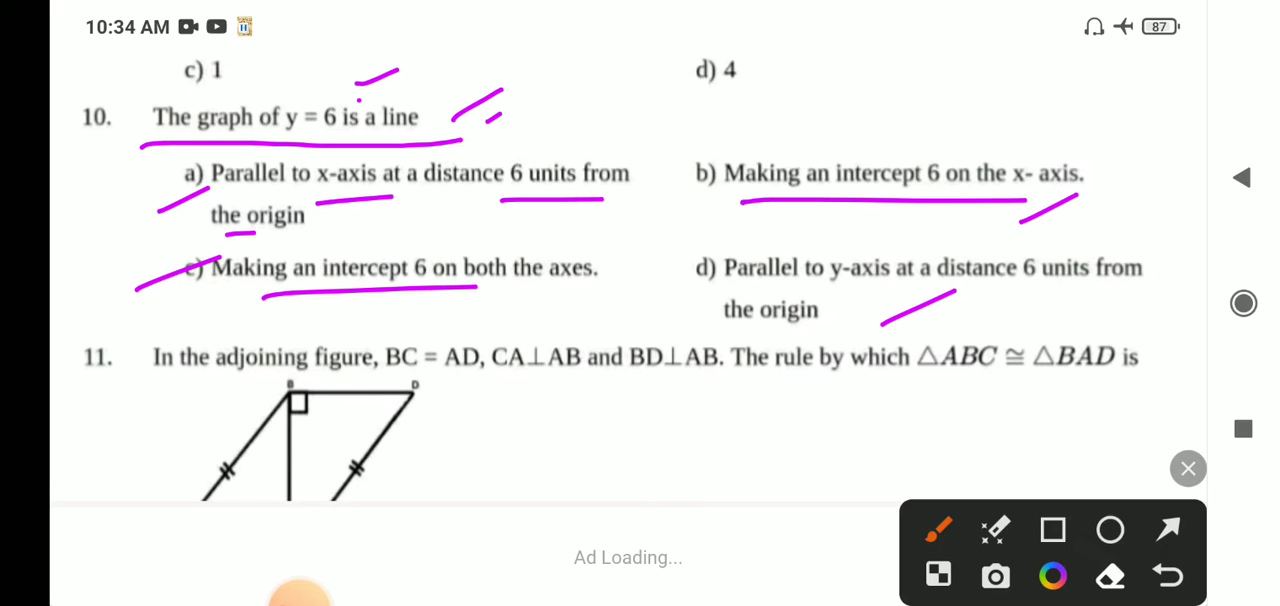 10:34 AM
87
c) 1
d) 4
10. The graph of y = 6 is a line
a) Parallel to x-axis at a distance 6 units from
the origin
b) Making an intercept 6 on the x- axis.
c) Making an intercept 6 on both the axes.
d) Parallel to y-axis at a distance 6 units from
the origin
11. In the adjoining figure, BC = AD, CA⊥AB and BD⊥AB. The rule by which △ABC ≅ △BAD is
B
D
Ad Loading...